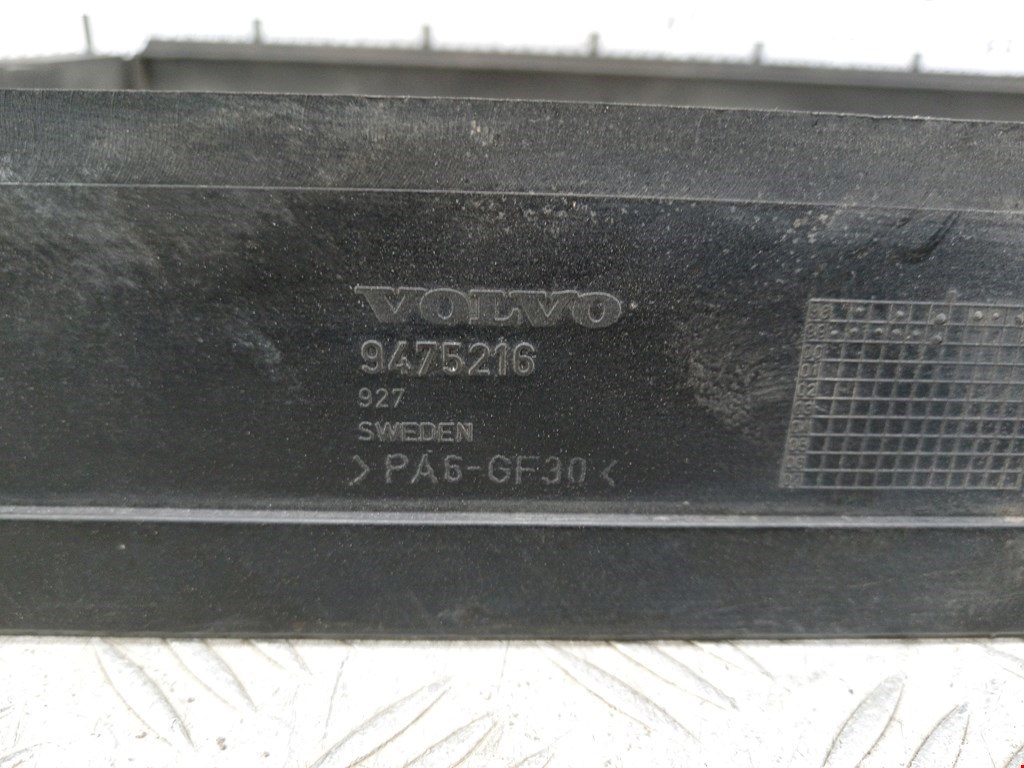 VOLVO
9475216
927
SWEDEN
>PA6-GF30<